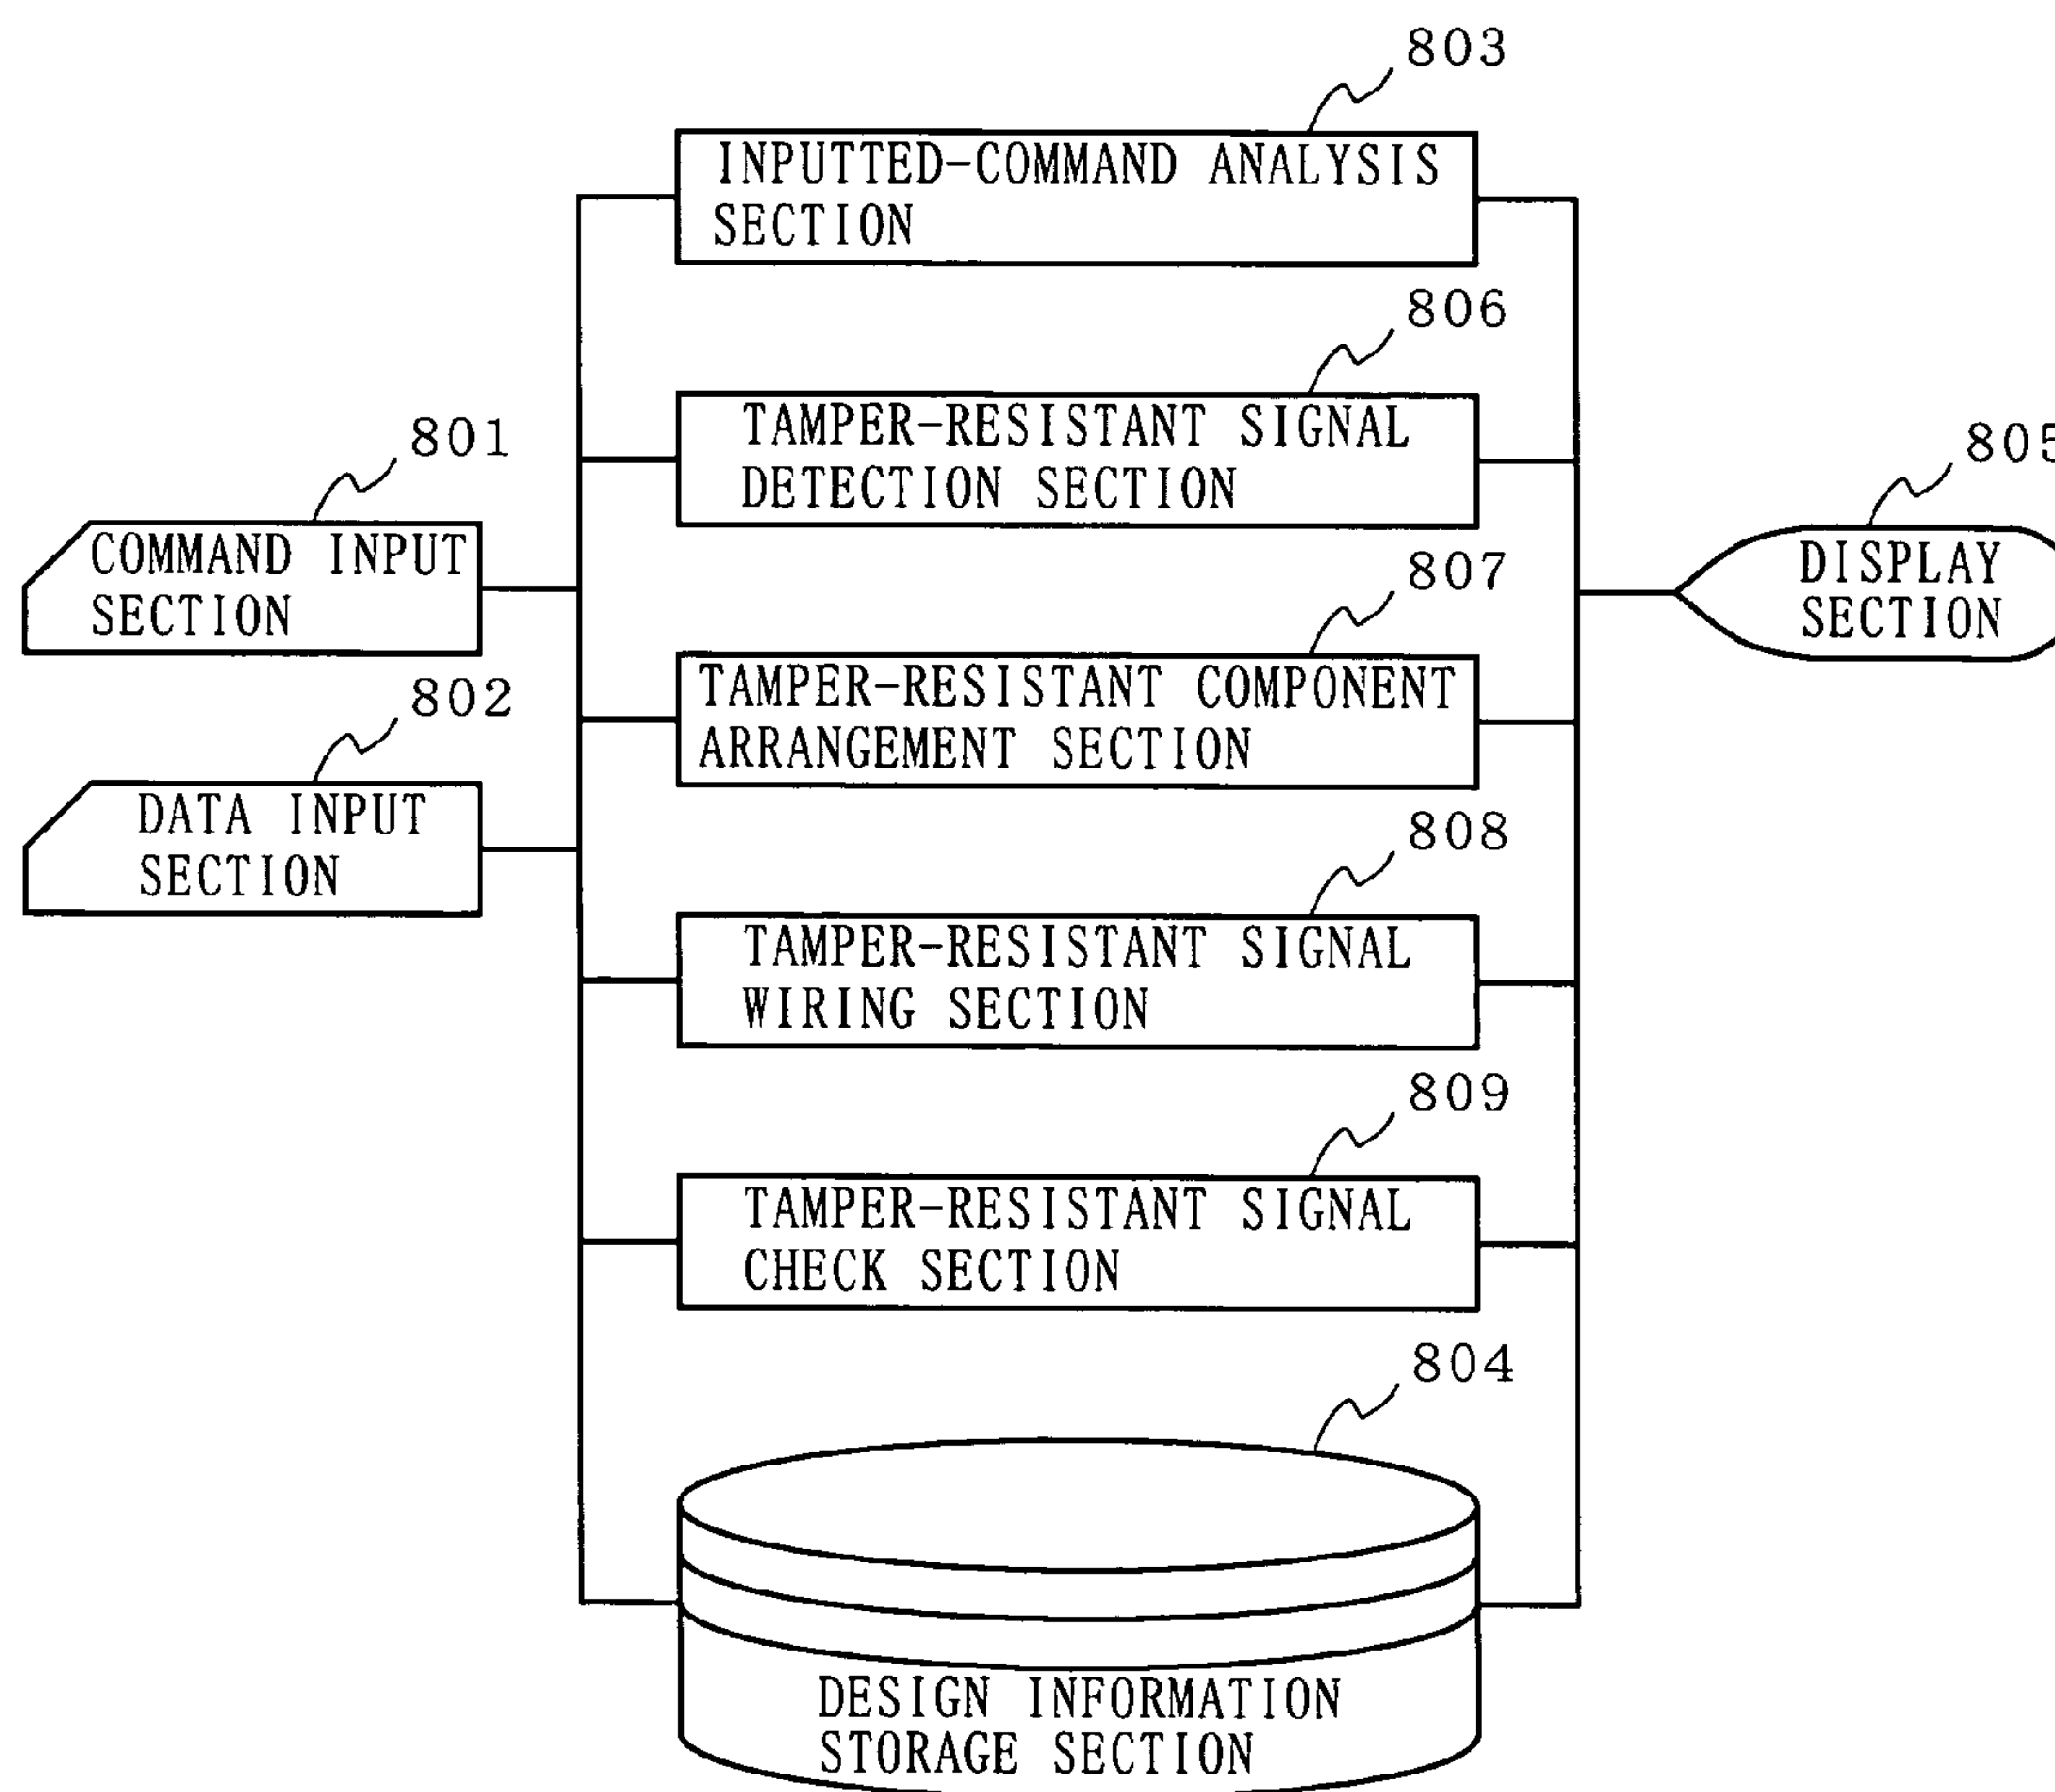 803
INPUTTED-COMMAND ANALYSIS
SECTION
806
TAMPER-RESISTANT SIGNAL
DETECTION SECTION
801
COMMAND INPUT
SECTION
805
DISPLAY
SECTION
807
TAMPER-RESISTANT COMPONENT
ARRANGEMENT SECTION
802
DATA INPUT
SECTION
808
TAMPER-RESISTANT SIGNAL
WIRING SECTION
809
TAMPER-RESISTANT SIGNAL
CHECK SECTION
804
DESIGN INFORMATION
STORAGE SECTION